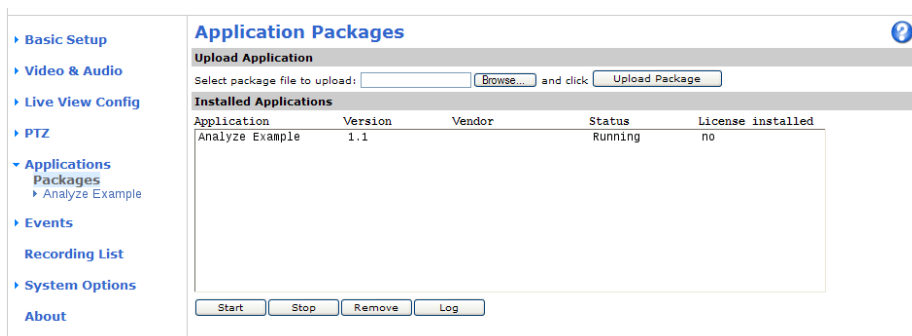 Basic Setup
Video & Audio
Live View Config
PTZ
Applications
Packages
Analyze Example
Events
Recording List
System Options
About
Application Packages
?
Upload Application
Select package file to upload: Browse... and click Upload Package
Installed Applications
Application Version Vendor Status License installed
Analyze Example 1.1 Running no
Start Stop Remove Log